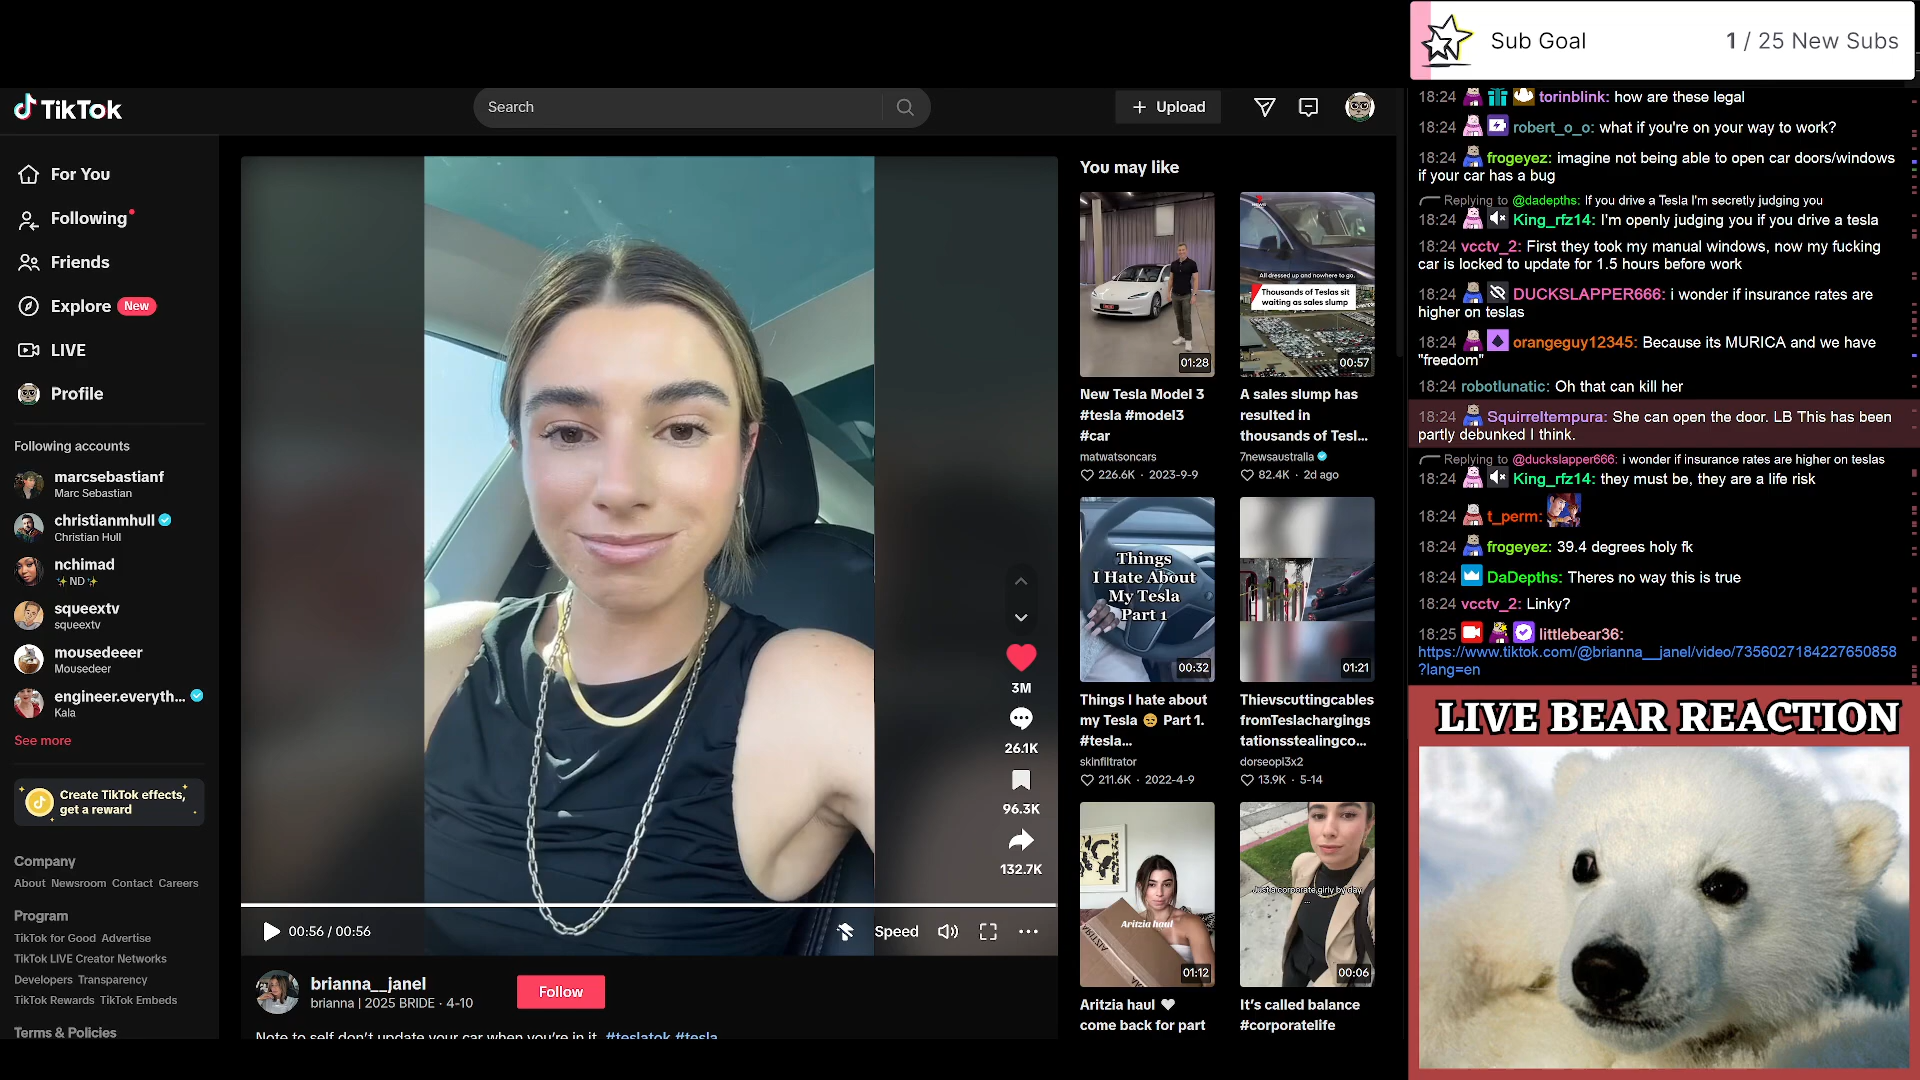 Sub Goal
1 / 25 New Subs
TikTok
Search
Upload
For You
Following
Friends
Explore New
LIVE
Profile
Following accounts
marcsebastianf
Marc Sebastian
christianmhull
Christian Hull
nchimad
✨ND✨
squeextv
squeextv
mousedeeer
Mousedeer
engineer.everyth...
Kala
See more
Create TikTok effects,
get a reward
Company
About Newsroom Contact Careers
Program
TikTok for Good Advertise
TikTok LIVE Creator Networks
Developers Transparency
TikTok Rewards TikTok Embeds
Terms & Policies
3M
26.1K
96.3K
132.7K
00:56 / 00:56
Speed
brianna__janel
brianna | 2025 BRIDE · 4-10
Follow
Note to self don't update your car when you're in it #teslatok #tesla
You may like
01:28
New Tesla Model 3
#tesla #model3
#car
matwatsoncars
226.6K · 2023-9-9
NEWS
All dressed up and nowhere to go.
Thousands of Teslas sit
waiting as sales slump
00:57
A sales slump has
resulted in
thousands of Tesl...
7newsaustralia
82.4K · 2d ago
Things
I Hate About
My Tesla
Part 1
00:32
Things I hate about
my Tesla 😒 Part 1.
#tesla...
skinfiltrator
211.6K · 2022-4-9
01:21
Thievscuttingcables
fromTeslachargings
tationsstealingco...
dorseopl3x2
13.9K · 5-14
Aritzia haul
ARITZIA
01:12
Aritzia haul 🤍
come back for part
Just a corporate girly by day
...
00:06
It's called balance
#corporatelife
18:24 torinblink: how are these legal
18:24 robert_o_o: what if you're on your way to work?
18:24 frogeyez: imagine not being able to open car doors/windows
if your car has a bug
Replying to @dadepths: If you drive a Tesla I'm secretly judging you
18:24 King_rfz14: I'm openly judging you if you drive a tesla
18:24 vcctv_2: First they took my manual windows, now my fucking
car is locked to update for 1.5 hours before work
18:24 DUCKSLAPPER666: i wonder if insurance rates are
higher on teslas
18:24 orangeguy12345: Because its MURICA and we have
"freedom"
18:24 robotlunatic: Oh that can kill her
18:24 Squirreltempura: She can open the door. LB This has been
partly debunked I think.
Replying to @duckslapper666: i wonder if insurance rates are higher on teslas
18:24 King_rfz14: they must be, they are a life risk
18:24 t_perm:
18:24 frogeyez: 39.4 degrees holy fk
18:24 DaDepths: Theres no way this is true
18:24 vcctv_2: Linky?
18:25 littlebear36:
https://www.tiktok.com/@brianna__janel/video/7356027184227650858
?lang=en
LIVE BEAR REACTION